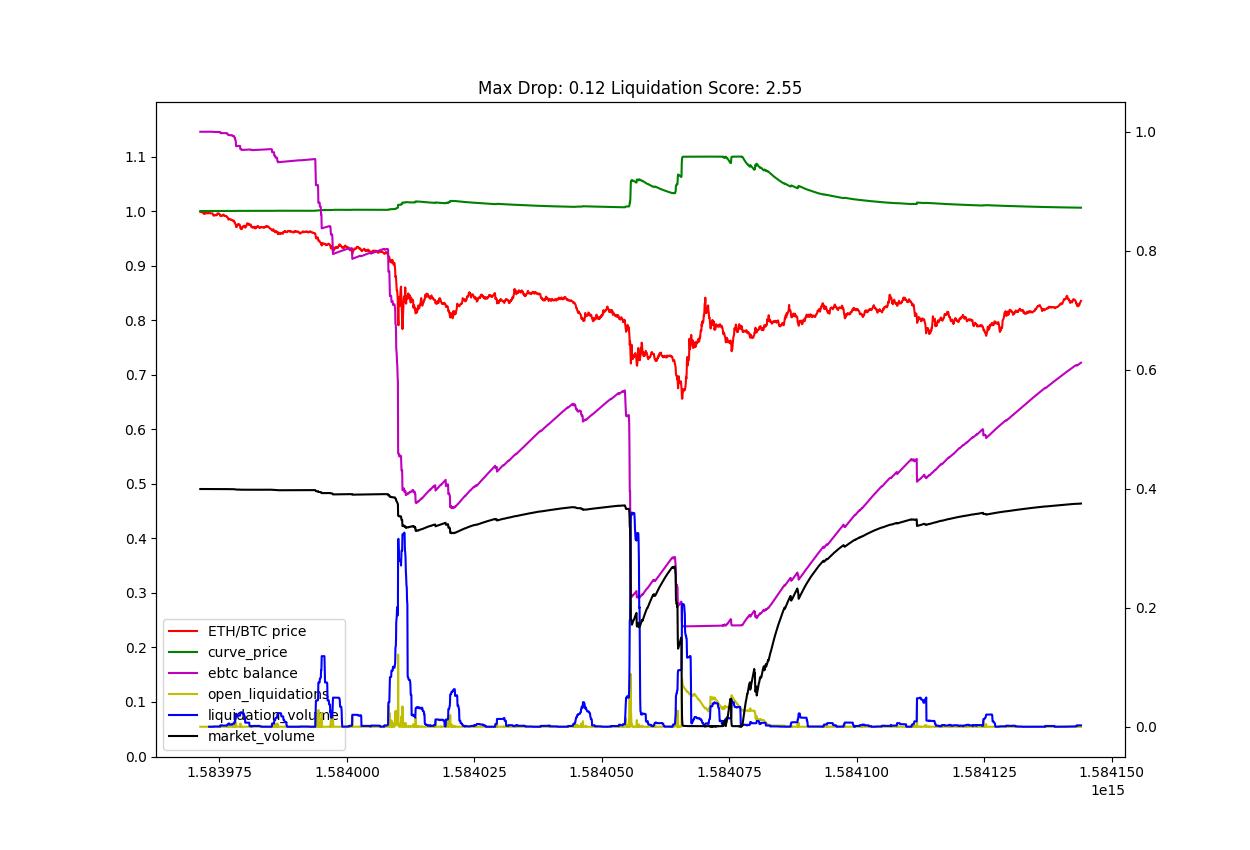 Max Drop: 0.12 Liquidation Score: 2.55
1.1
1.0
0.9
0.8
0.7
0.6
0.5
0.4
0.3
0.2
0.1
0.0
1.0
0.8
0.6
0.4
0.2
0.0
ETH/BTC price
curve_price
ebtc balance
open_liquidations
liquidation_volume
market_volume
1.583975 1.584000 1.584025 1.584050 1.584075 1.584100 1.584125 1.584150
1e15